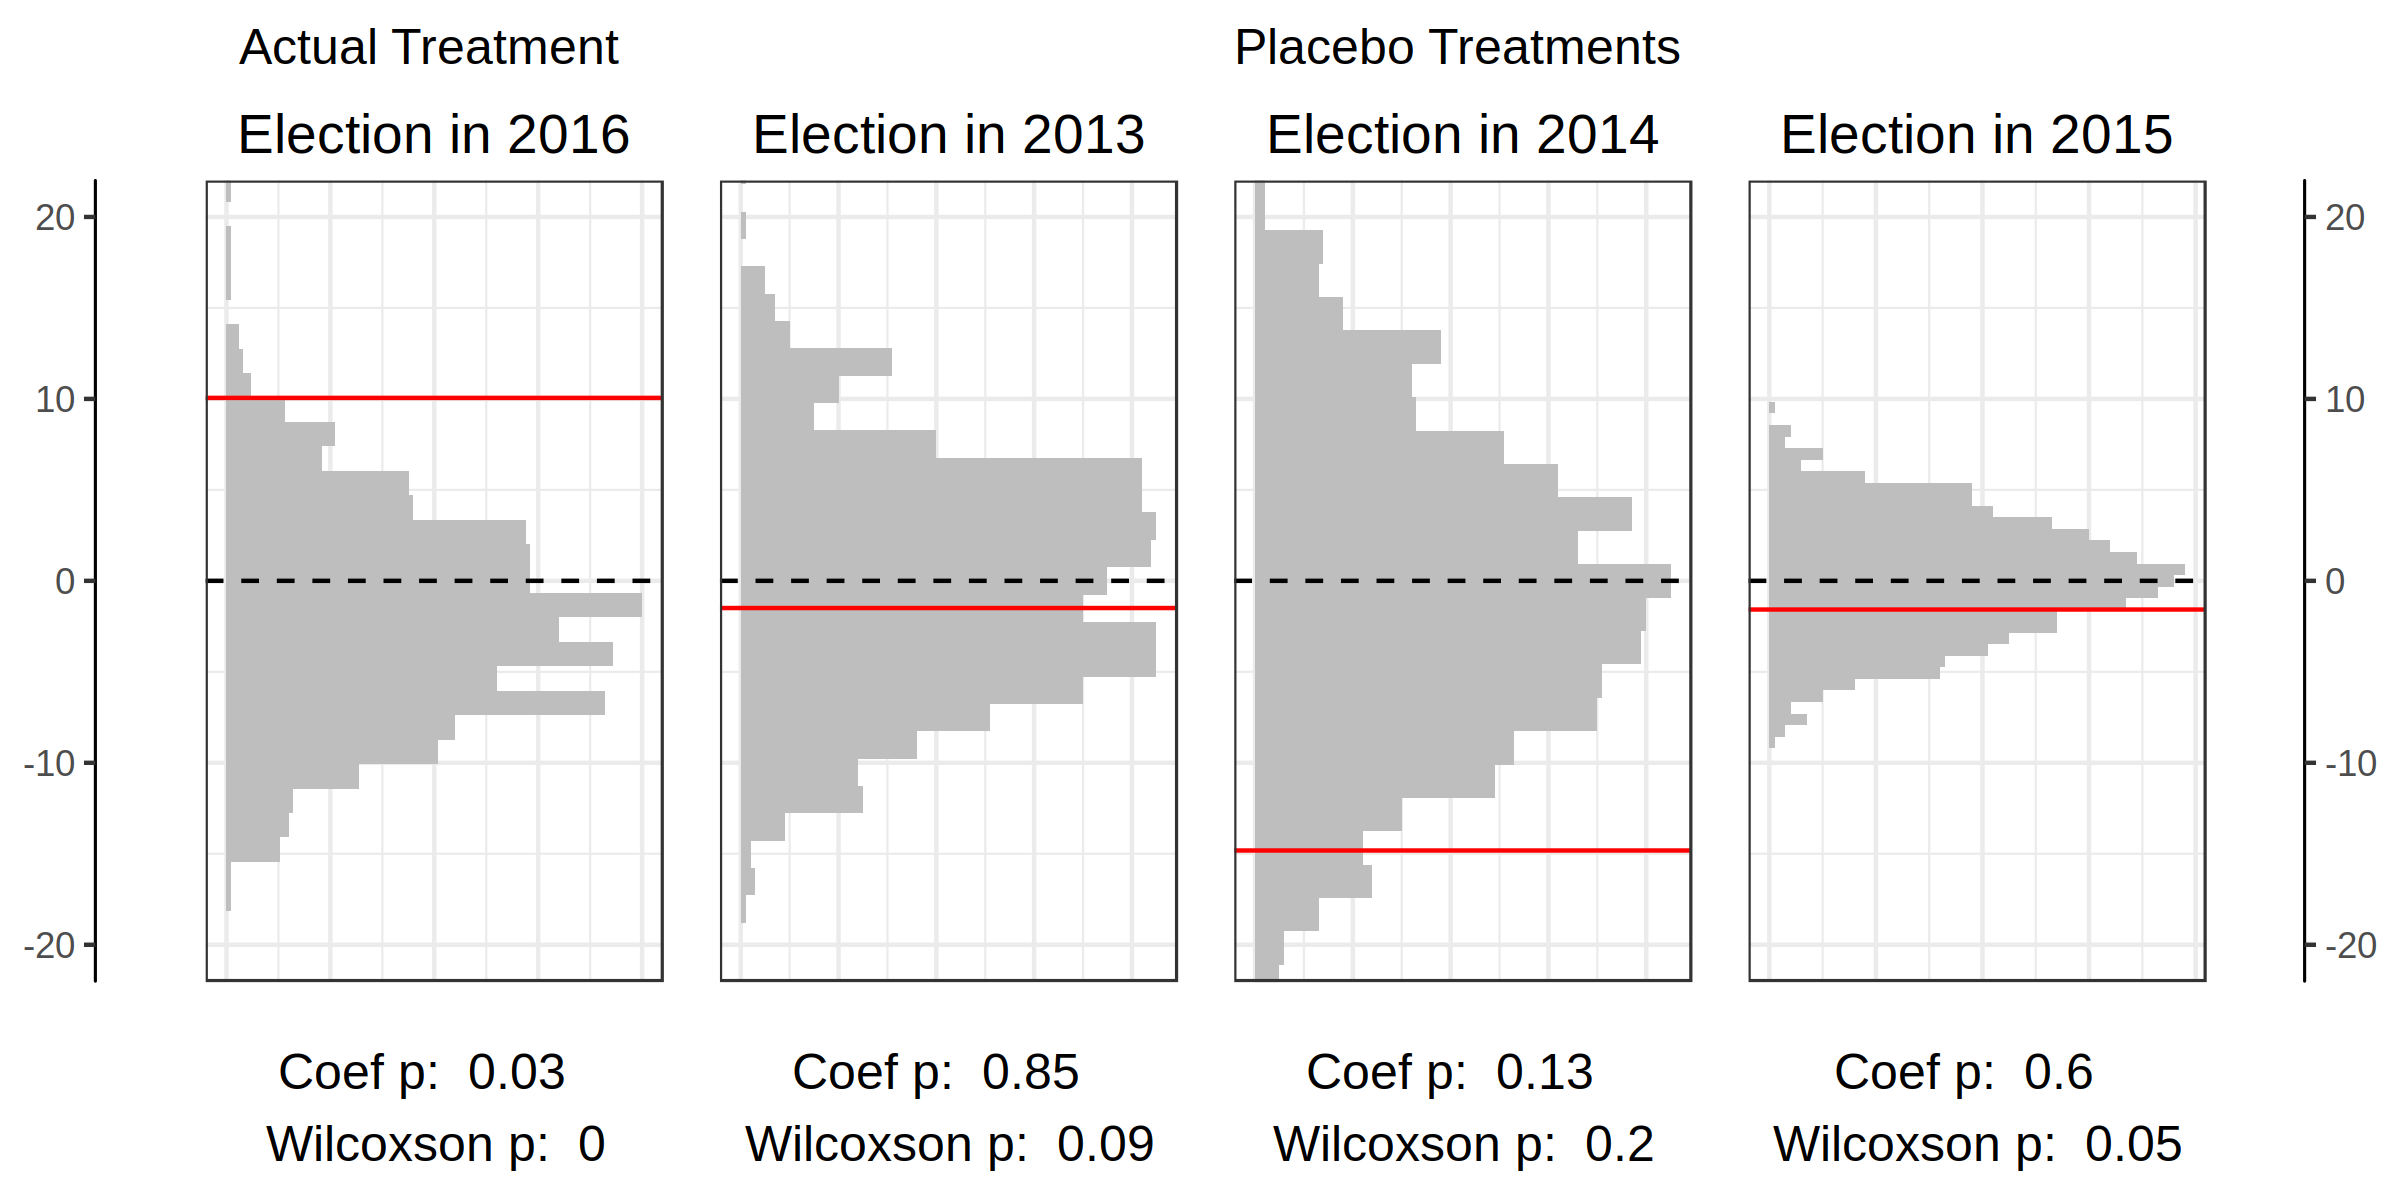 Actual Treatment
Placebo Treatments
Election in 2016
Election in 2013
Election in 2014
Election in 2015
20
10
0
-10
-20
20
10
0
-10
-20
Coef p:  0.03
Wilcoxson p:  0
Coef p:  0.85
Wilcoxson p:  0.09
Coef p:  0.13
Wilcoxson p:  0.2
Coef p:  0.6
Wilcoxson p:  0.05